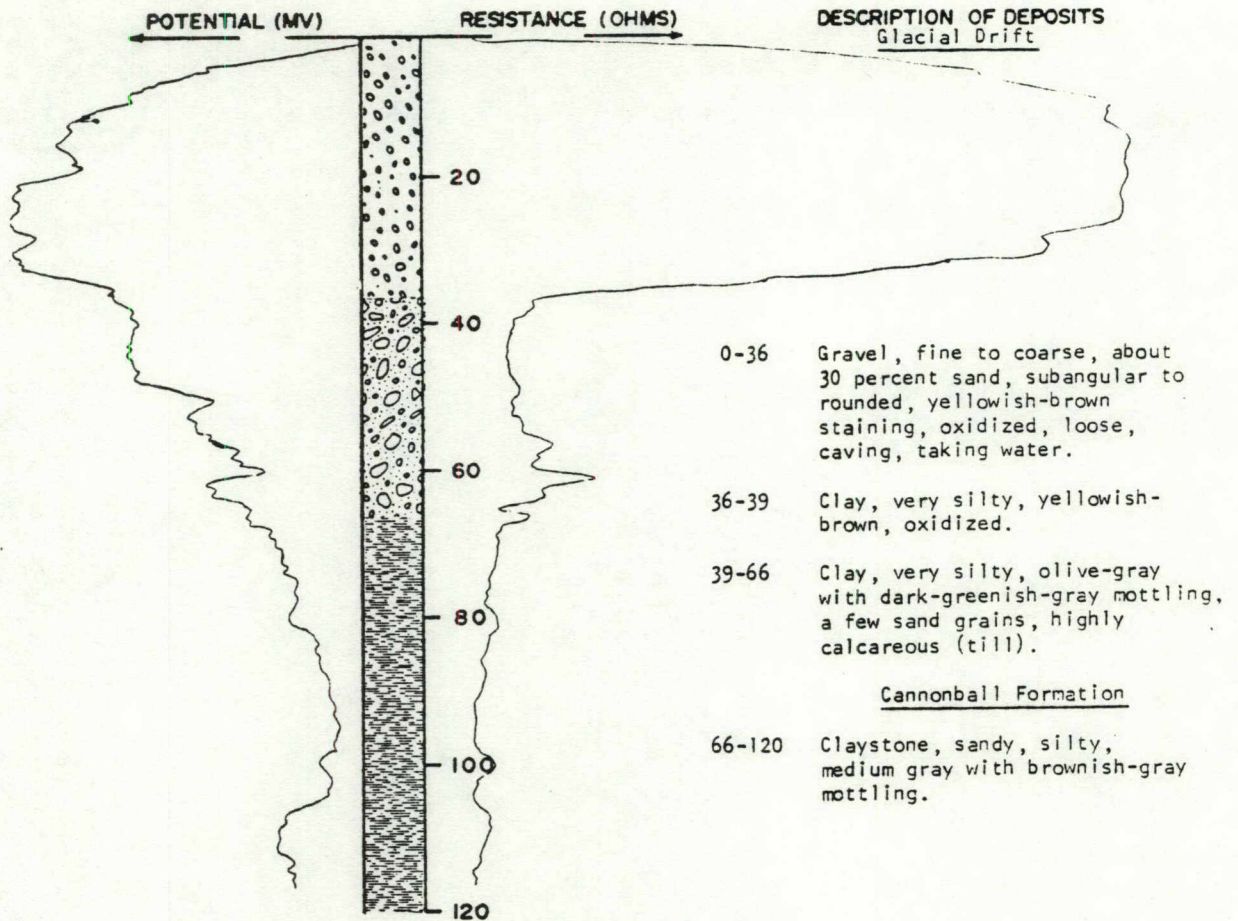 POTENTIAL (MV) RESISTANCE (OHMS) DESCRIPTION OF DEPOSITS
Glacial Drift
20
40
60
80
100
120
0-36 Gravel, fine to coarse, about
30 percent sand, subangular to
rounded, yellowish-brown
staining, oxidized, loose,
caving, taking water.
36-39 Clay, very silty, yellowish-
brown, oxidized.
39-66 Clay, very silty, olive-gray
with dark-greenish-gray mottling,
a few sand grains, highly
calcareous (till).
Cannonball Formation
66-120 Claystone, sandy, silty,
medium gray with brownish-gray
mottling.